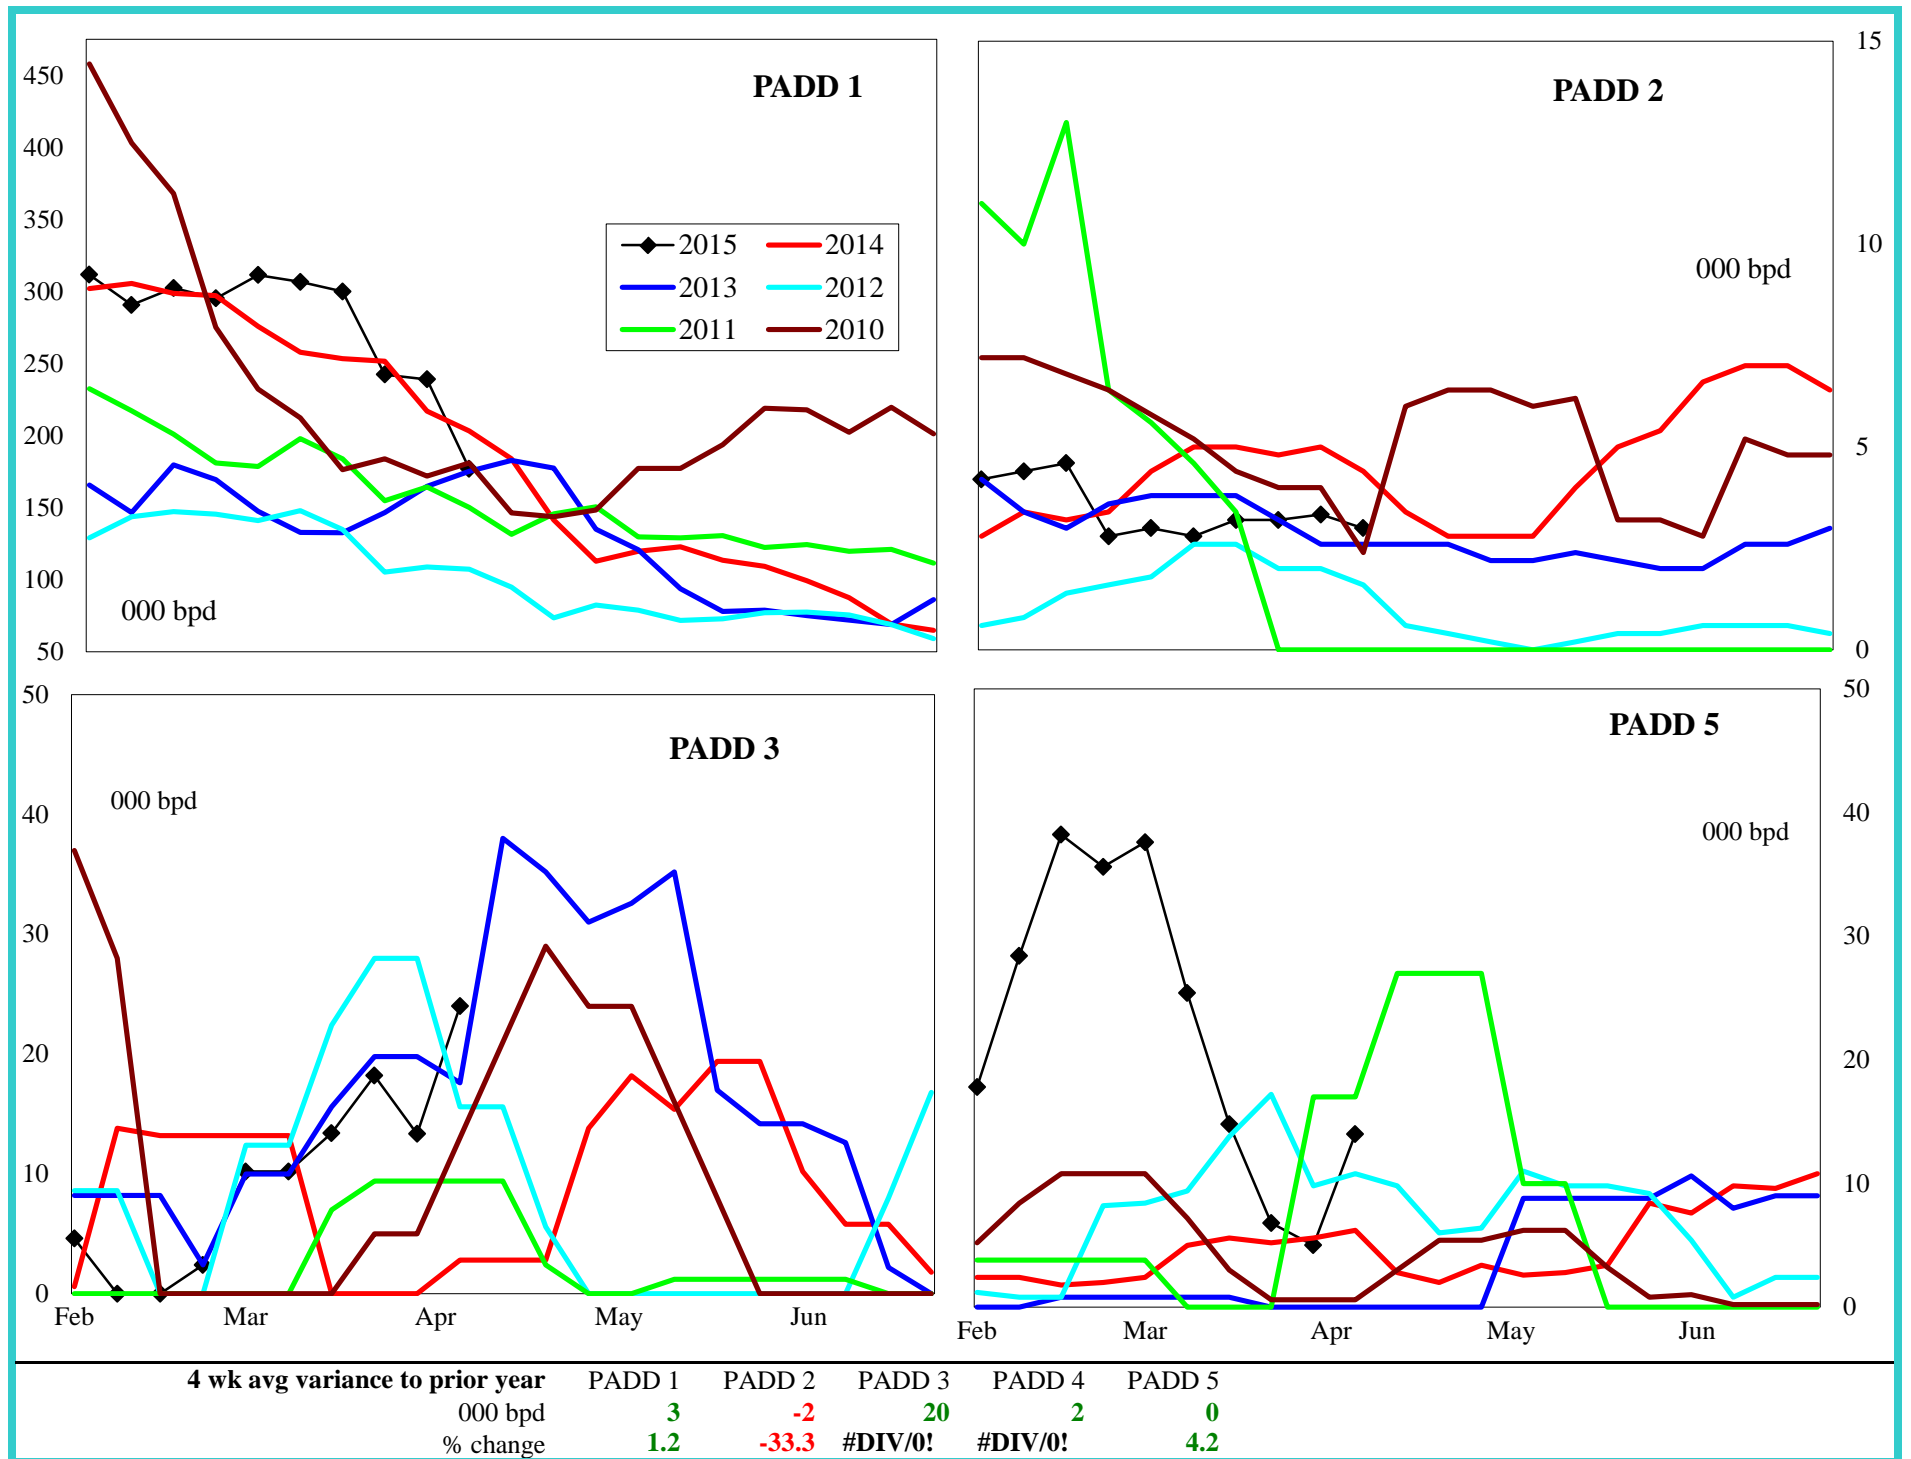 PADD 1
450
400
350
300
250
200
150
100
50
000 bpd
2015 2014
2013 2012
2011 2010
PADD 2
15
10
5
0
000 bpd
PADD 3
50
40
30
20
10
0
000 bpd
Feb Mar Apr May Jun
PADD 5
50
40
30
20
10
0
000 bpd
Feb Mar Apr May Jun
4 wk avg variance to prior year PADD 1 PADD 2 PADD 3 PADD 4 PADD 5
000 bpd 3 -2 20 2 0
% change 1.2 -33.3 #DIV/0! #DIV/0! 4.2